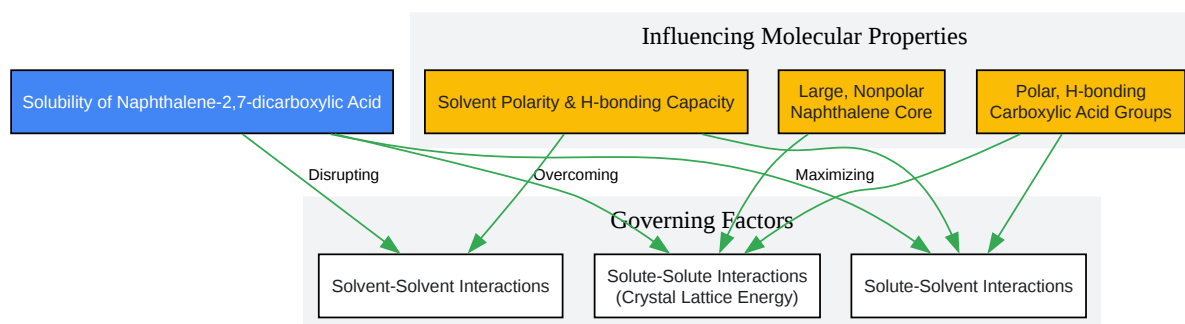 Influencing Molecular Properties
Solubility of Naphthalene-2,7-dicarboxylic Acid
Solvent Polarity & H-bonding Capacity
Large, Nonpolar
Naphthalene Core
Polar, H-bonding
Carboxylic Acid Groups
Disrupting
Overcoming
Maximizing
Governing Factors
Solvent-Solvent Interactions
Solute-Solute Interactions
(Crystal Lattice Energy)
Solute-Solvent Interactions